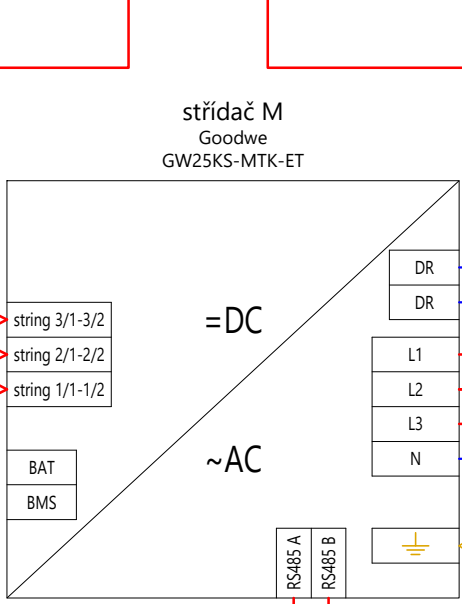 střídač M
Goodwe
GW25KS-MTK-ET
DR
DR
string 3/1-3/2
=DC
string 2/1-2/2
L1
string 1/1-1/2
L2
L3
~AC
N
BAT
BMS
RS485 A
RS485 B